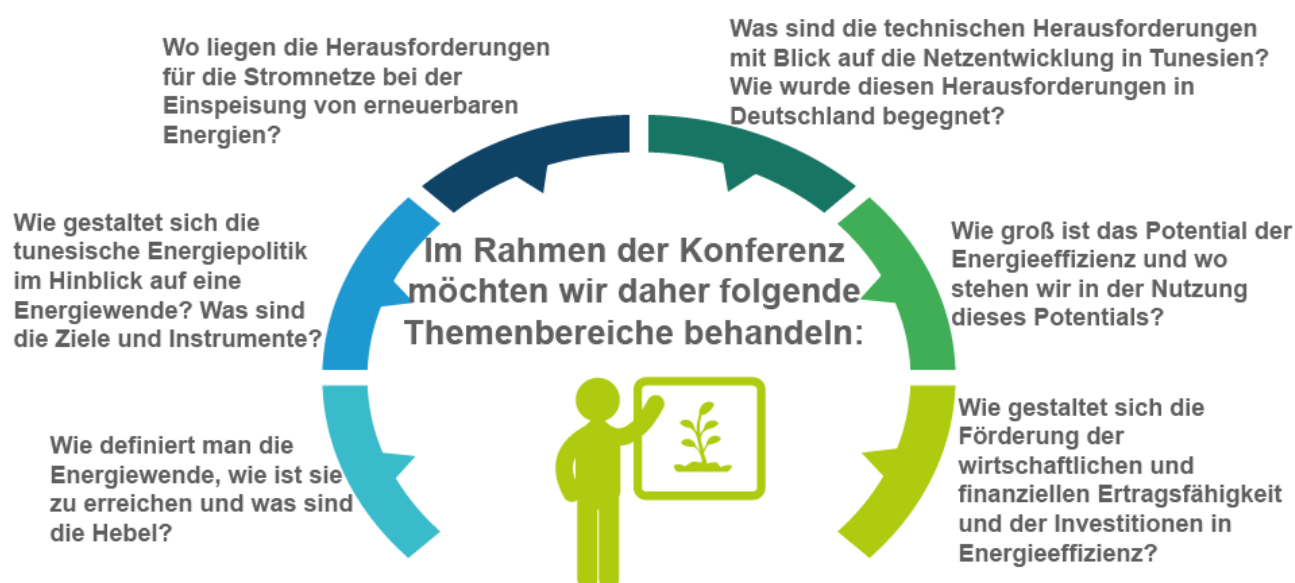 Wo liegen die Herausforderungen
für die Stromnetze bei der
Einspeisung von erneuerbaren
Energien?
Was sind die technischen Herausforderungen
mit Blick auf die Netzentwicklung in Tunesien?
Wie wurde diesen Herausforderungen in
Deutschland begegnet?
Wie gestaltet sich die
tunesische Energiepolitik
im Hinblick auf eine
Energiewende? Was sind
die Ziele und Instrumente?
Im Rahmen der Konferenz
möchten wir daher folgende
Themenbereiche behandeln:
Wie groß ist das Potential der
Energieeffizienz und wo
stehen wir in der Nutzung
dieses Potentials?
Wie definiert man die
Energiewende, wie ist sie
zu erreichen und was sind
die Hebel?
Wie gestaltet sich die
Förderung der
wirtschaftlichen und
finanziellen Ertragsfähigkeit
und der Investitionen in
Energieeffizienz?